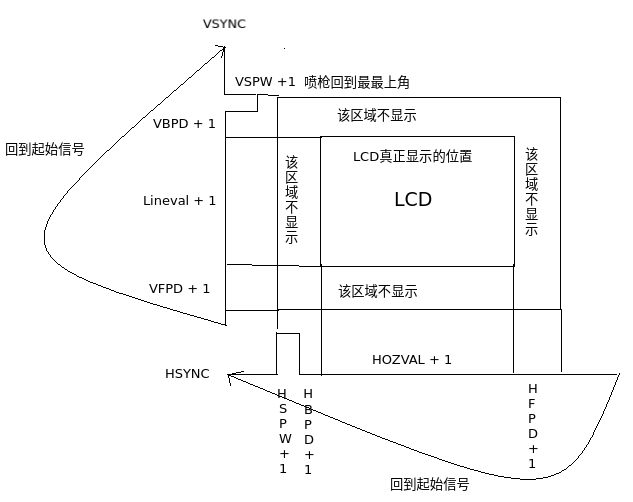 VSYNC
VSPW +1 喷枪回到最最上角
该区域不显示
VBPD + 1
回到起始信号
LCD真正显示的位置
该区域不显示
该区域不显示
Lineval + 1
LCD
VFPD + 1
该区域不显示
HOZVAL + 1
HSYNC
HSPW+1
HBPD+1
HFPD+1
回到起始信号